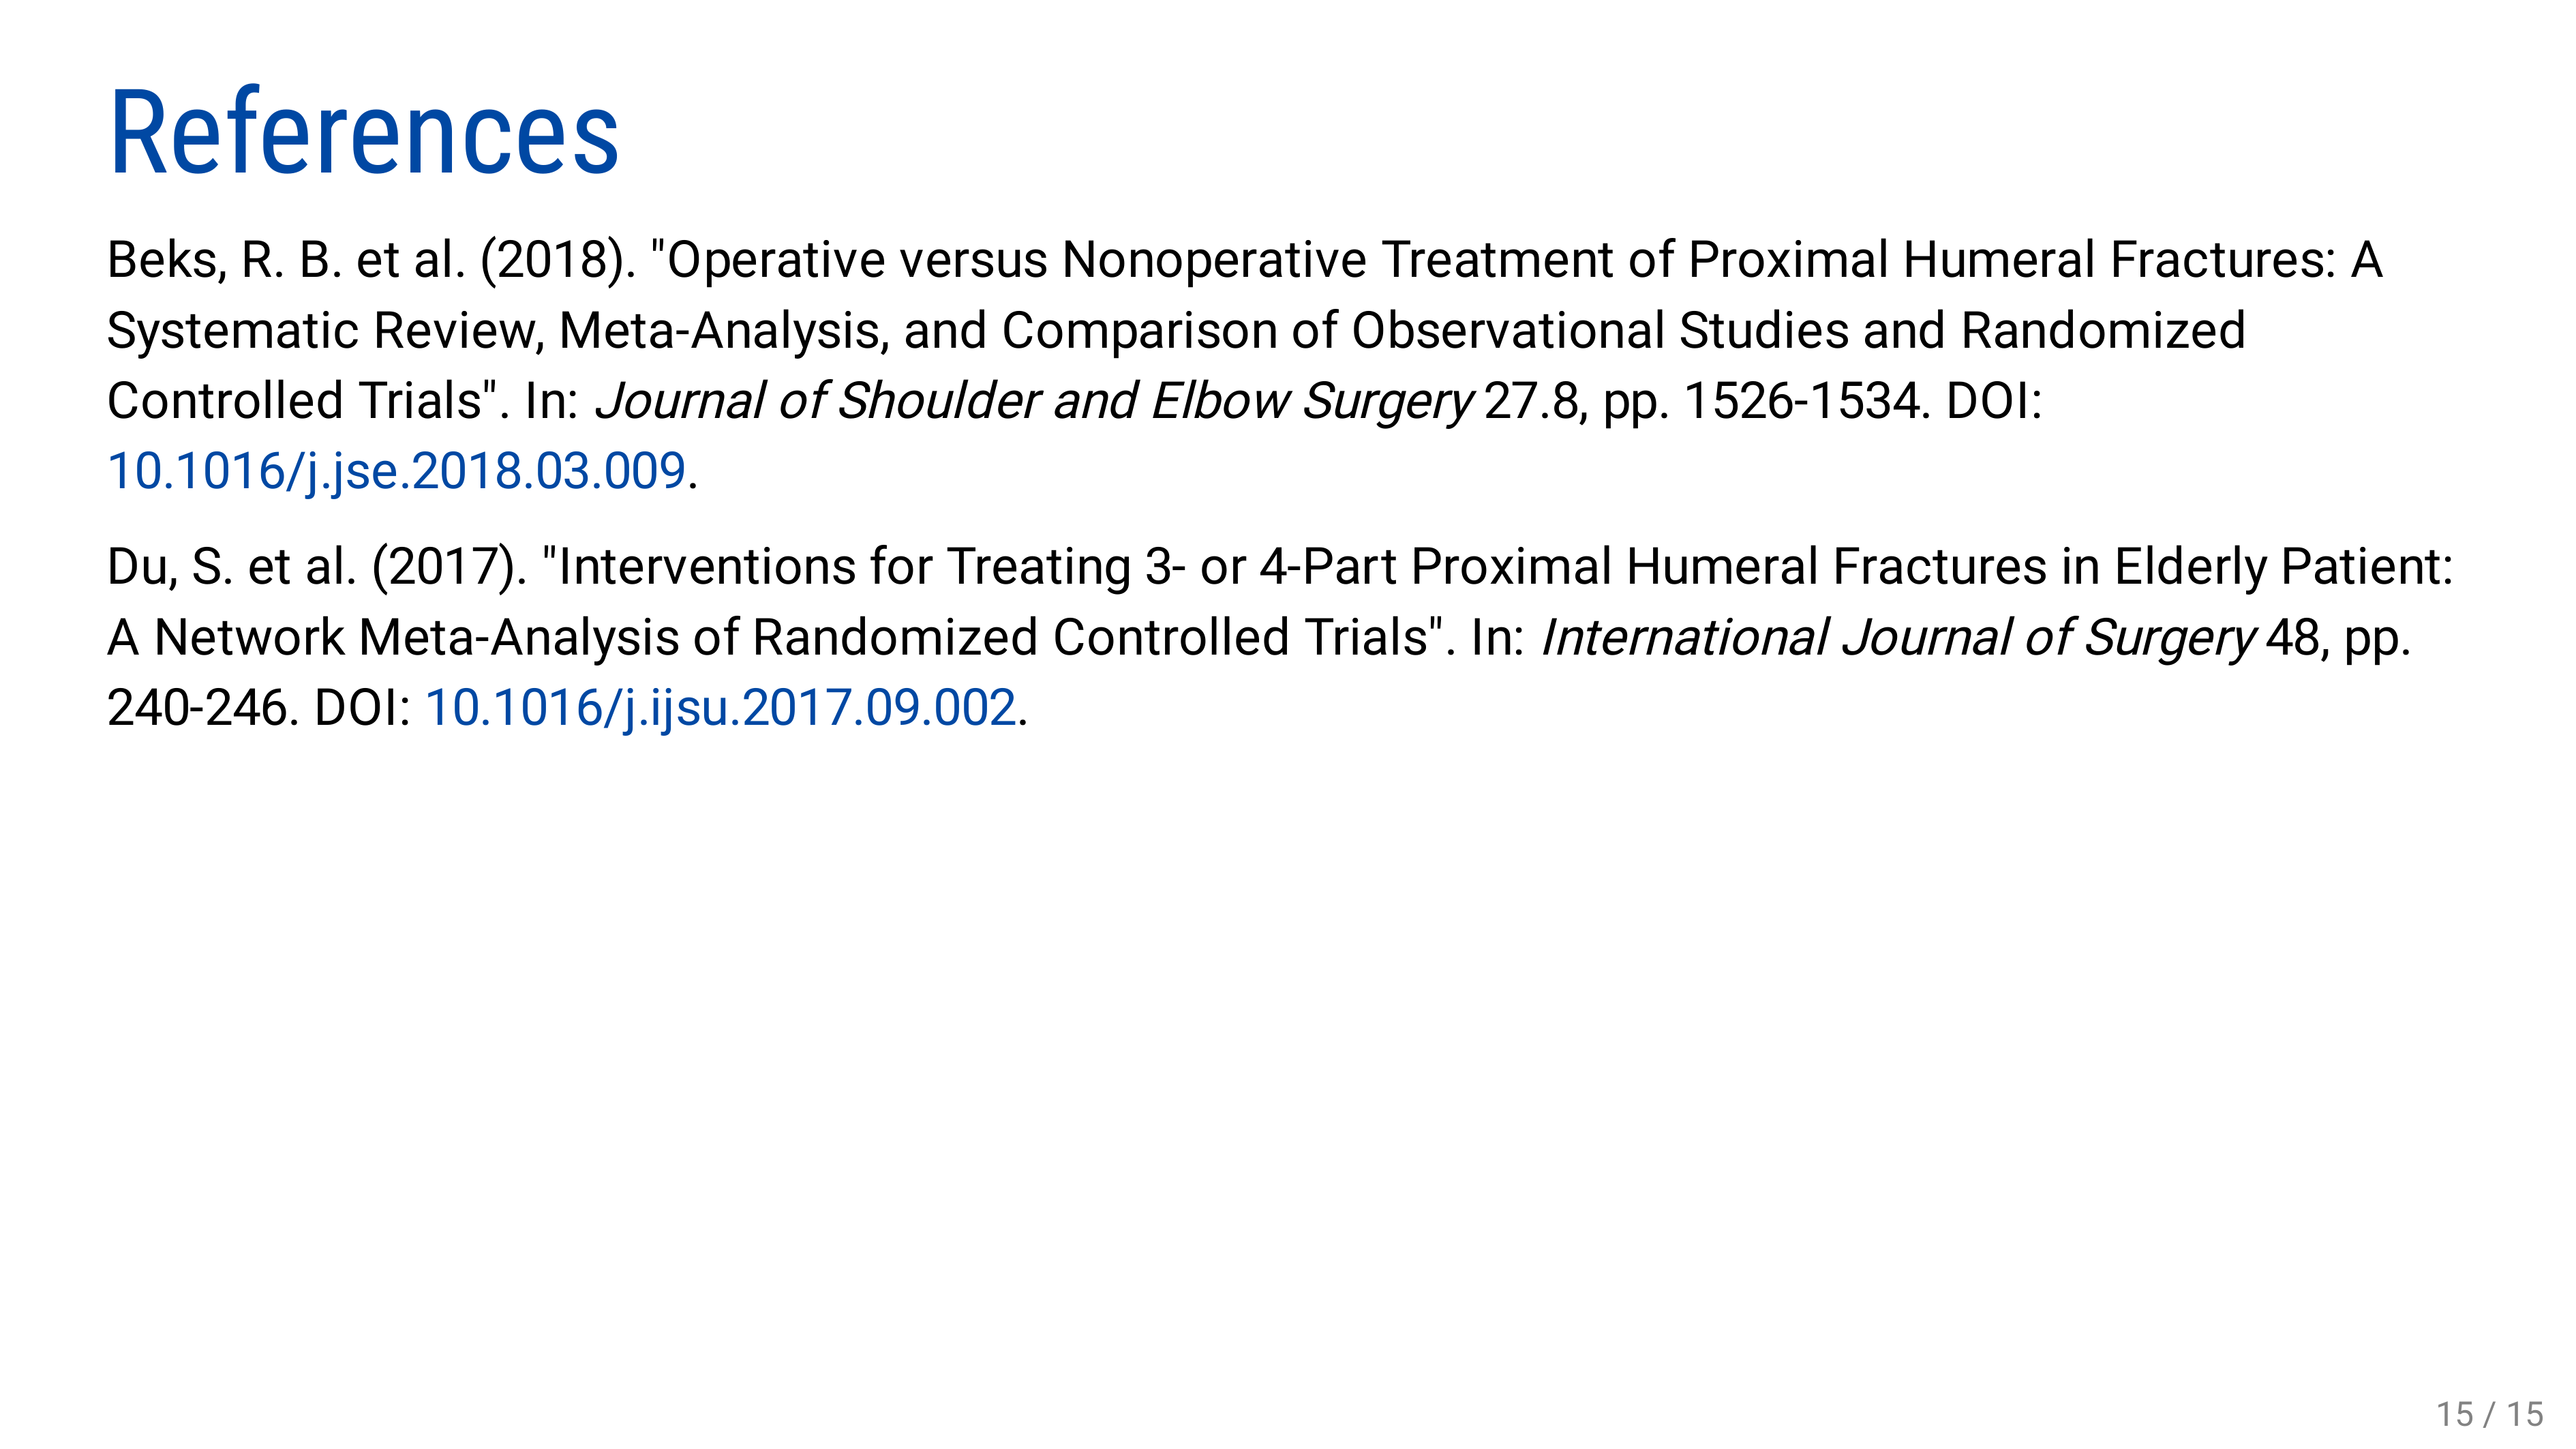 References
Beks, R. B. et al. (2018). "Operative versus Nonoperative Treatment of Proximal Humeral Fractures: A
Systematic Review, Meta-Analysis, and Comparison of Observational Studies and Randomized
Controlled Trials". In: Journal of Shoulder and Elbow Surgery 27.8, pp. 1526-1534. DOI:
10.1016/j.jse.2018.03.009.
Du, S. et al. (2017). "Interventions for Treating 3- or 4-Part Proximal Humeral Fractures in Elderly Patient:
A Network Meta-Analysis of Randomized Controlled Trials". In: International Journal of Surgery 48, pp.
240-246. DOI: 10.1016/j.ijsu.2017.09.002.
15 / 15